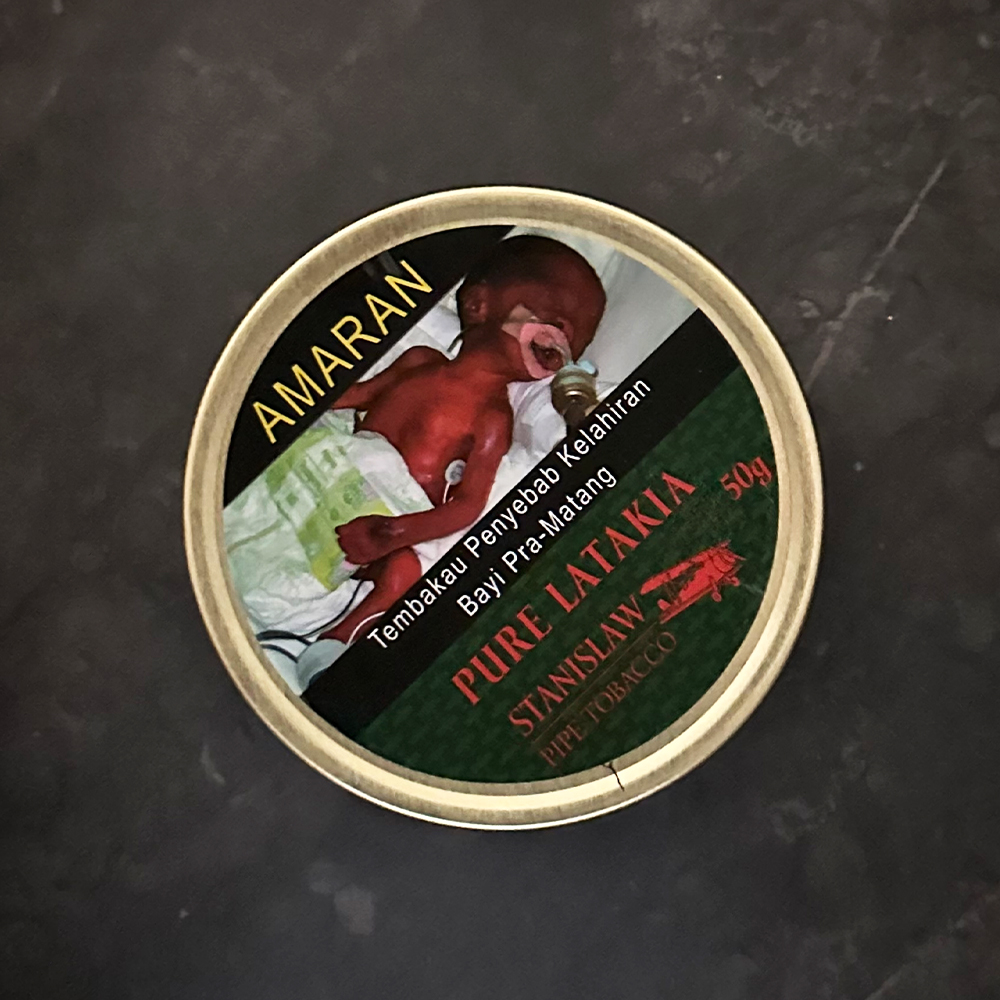 AMARAN
Tembakau Penyebab Kelahiran
Bayi Pra-Matang
PURE LATAKIA
50g
STANISLAW
PIPE TOBACCO